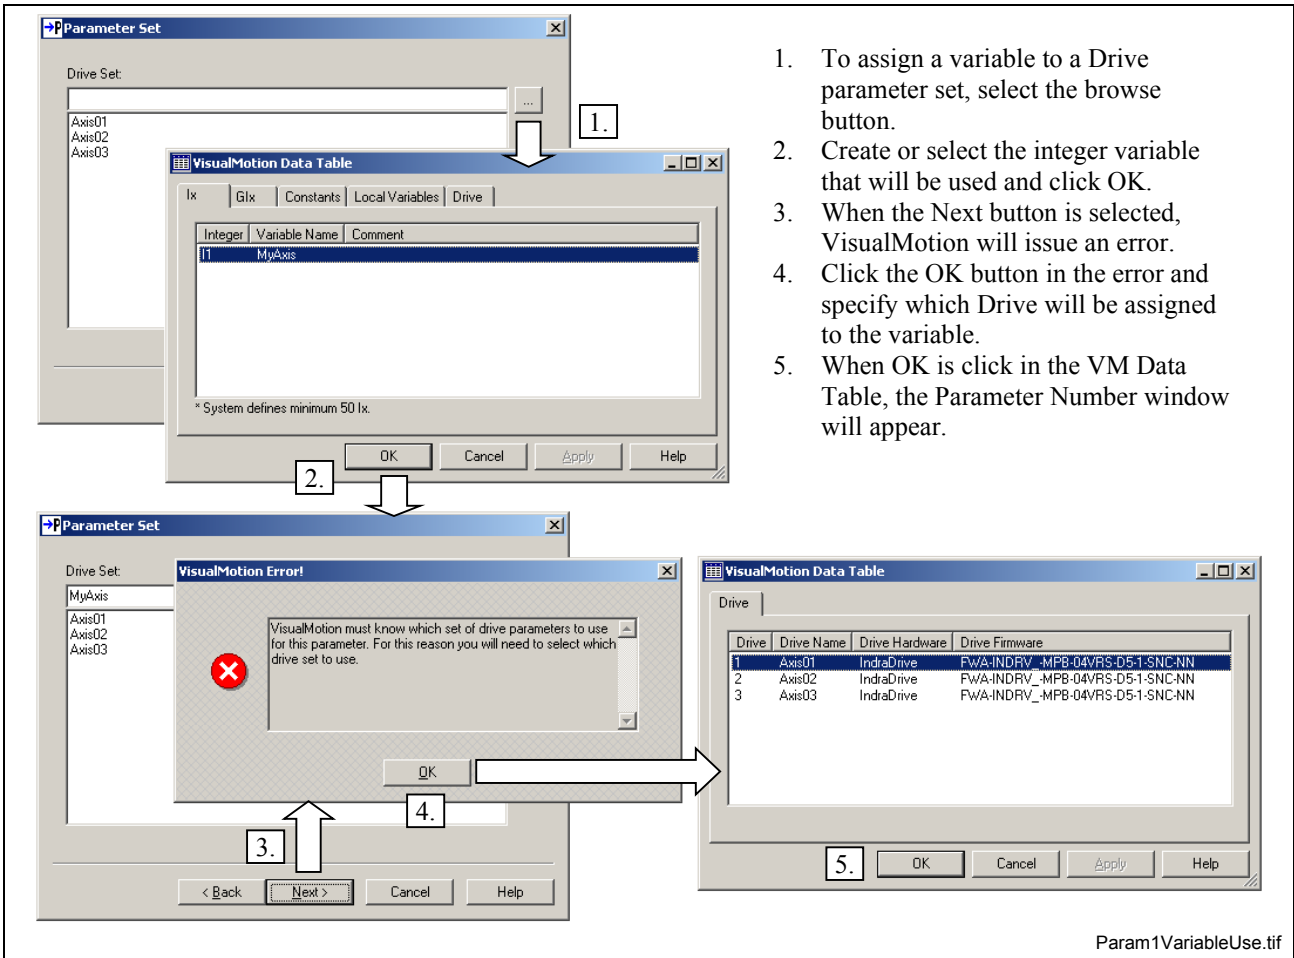 Parameter Set
Drive Set:
...
Axis01
Axis02
Axis03
1.
VisualMotion Data Table
Ix GIx Constants Local Variables Drive
Integer Variable Name Comment
I1 MyAxis
* System defines minimum 50 Ix.
OK Cancel Apply Help
2.
1. To assign a variable to a Drive
parameter set, select the browse
button.
2. Create or select the integer variable
that will be used and click OK.
3. When the Next button is selected,
VisualMotion will issue an error.
4. Click the OK button in the error and
specify which Drive will be assigned
to the variable.
5. When OK is click in the VM Data
Table, the Parameter Number window
will appear.
Parameter Set
Drive Set:
MyAxis
Axis01
Axis02
Axis03
VisualMotion Error!
VisualMotion must know which set of drive parameters to use
for this parameter. For this reason you will need to select which
drive set to use.
OK
4.
3.
< Back Next > Cancel Help
VisualMotion Data Table
Drive
Drive Drive Name Drive Hardware Drive Firmware
1 Axis01 IndraDrive FWA-INDRV_-MPB-04VRS-D5-1-SNC-NN
2 Axis02 IndraDrive FWA-INDRV_-MPB-04VRS-D5-1-SNC-NN
3 Axis03 IndraDrive FWA-INDRV_-MPB-04VRS-D5-1-SNC-NN
5.
OK Cancel Apply Help
Param1VariableUse.tif